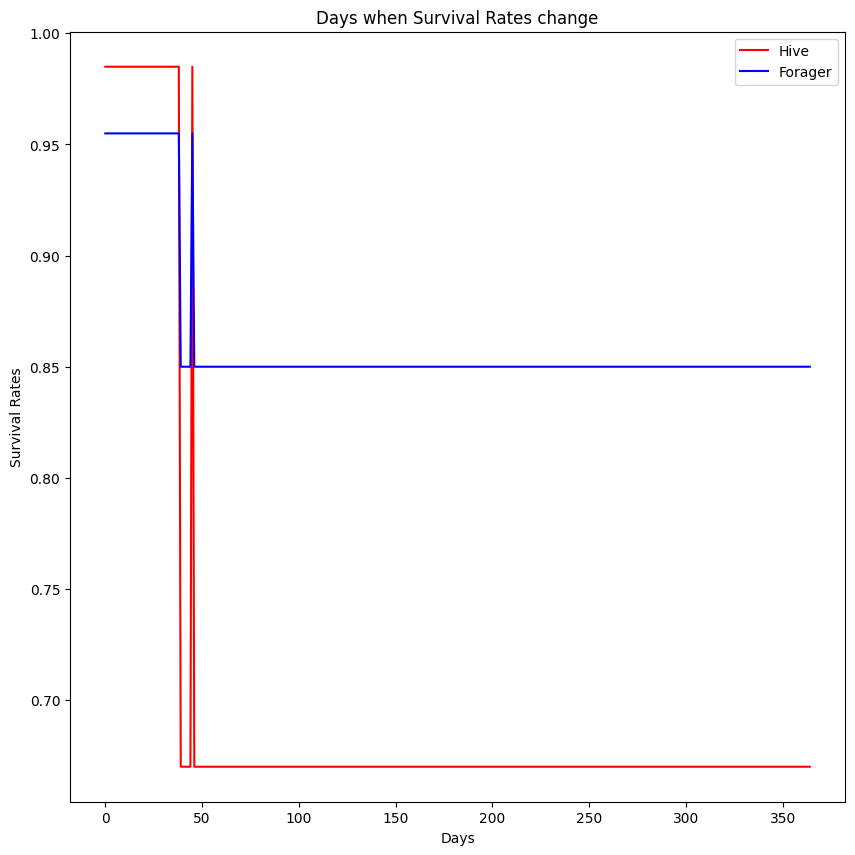 Days when Survival Rates change
Hive
Forager
Survival Rates
1.00
0.95
0.90
0.85
0.80
0.75
0.70
0 50 100 150 200 250 300 350
Days